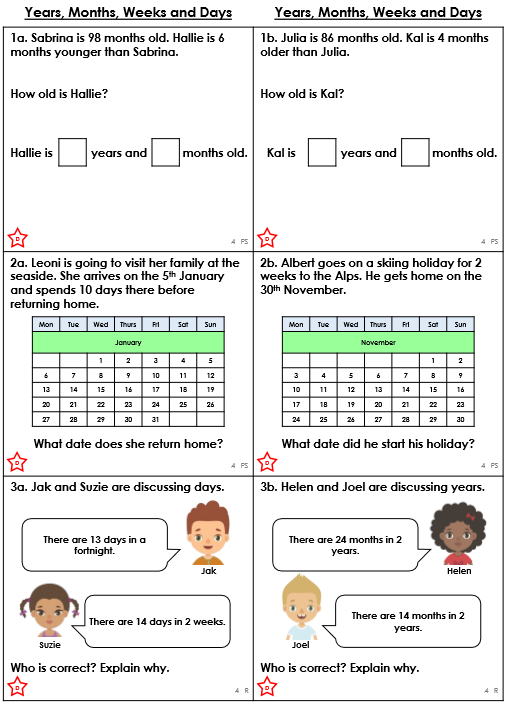 Years, Months, Weeks and Days
Years, Months, Weeks and Days
1a. Sabrina is 98 months old. Hallie is 6
months younger than Sabrina.
How old is Hallie?
Hallie is years and months old.
D
4 PS
1b. Julia is 86 months old. Kal is 4 months
older than Julia.
How old is Kal?
Kal is years and months old.
D
4 PS
2a. Leoni is going to visit her family at the
seaside. She arrives on the 5th January
and spends 10 days there before
returning home.
Mon Tue Wed Thurs Fri Sat Sun
January
1 2 3 4 5
6 7 8 9 10 11 12
13 14 15 16 17 18 19
20 21 22 23 24 25 26
27 28 29 30 31
What date does she return home?
D
4 PS
2b. Albert goes on a skiing holiday for 2
weeks to the Alps. He gets home on the
30th November.
Mon Tue Wed Thurs Fri Sat Sun
November
1 2
3 4 5 6 7 8 9
10 11 12 13 14 15 16
17 18 19 20 21 22 23
24 25 26 27 28 29 30
What date did he start his holiday?
D
4 PS
3a. Jak and Suzie are discussing days.
There are 13 days in a
fortnight.
Jak
There are 14 days in 2 weeks.
Suzie
Who is correct? Explain why.
D
4 R
3b. Helen and Joel are discussing years.
There are 24 months in 2
years.
Helen
There are 14 months in 2
years.
Joel
Who is correct? Explain why.
D
4 R